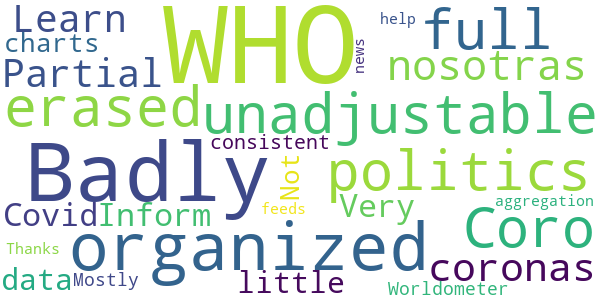 Learn
WHO
help
full
charts
news
Partial
nosotras
erased
unadjustable
consistent
Badly
Not
politics
Covid
Inform
feeds
Very
aggregation
Coro
Thanks
organized
coronas
data
Mostly
little
Worldometer